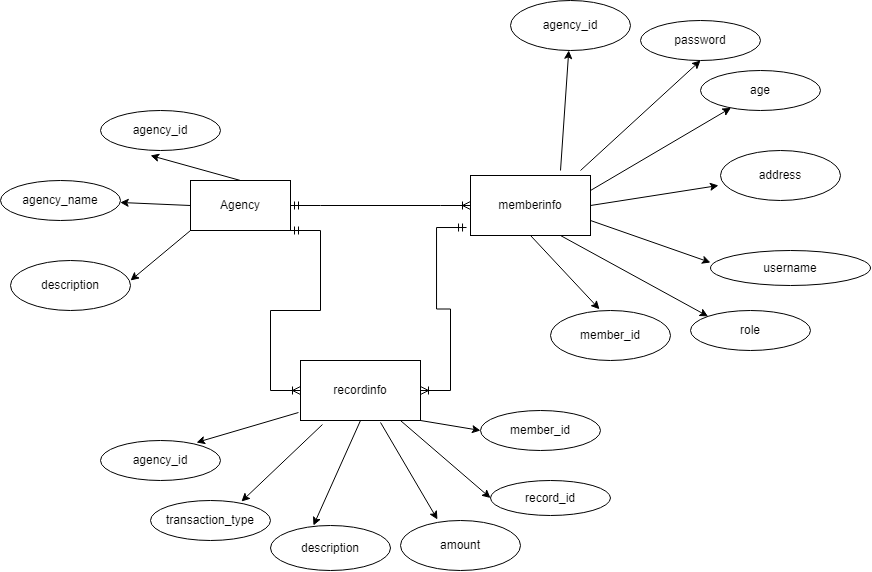 agency_id
password
age
agency_id
address
agency_name
Agency
memberinfo
description
username
member_id
role
recordinfo
member_id
agency_id
record_id
transaction_type
description
amount